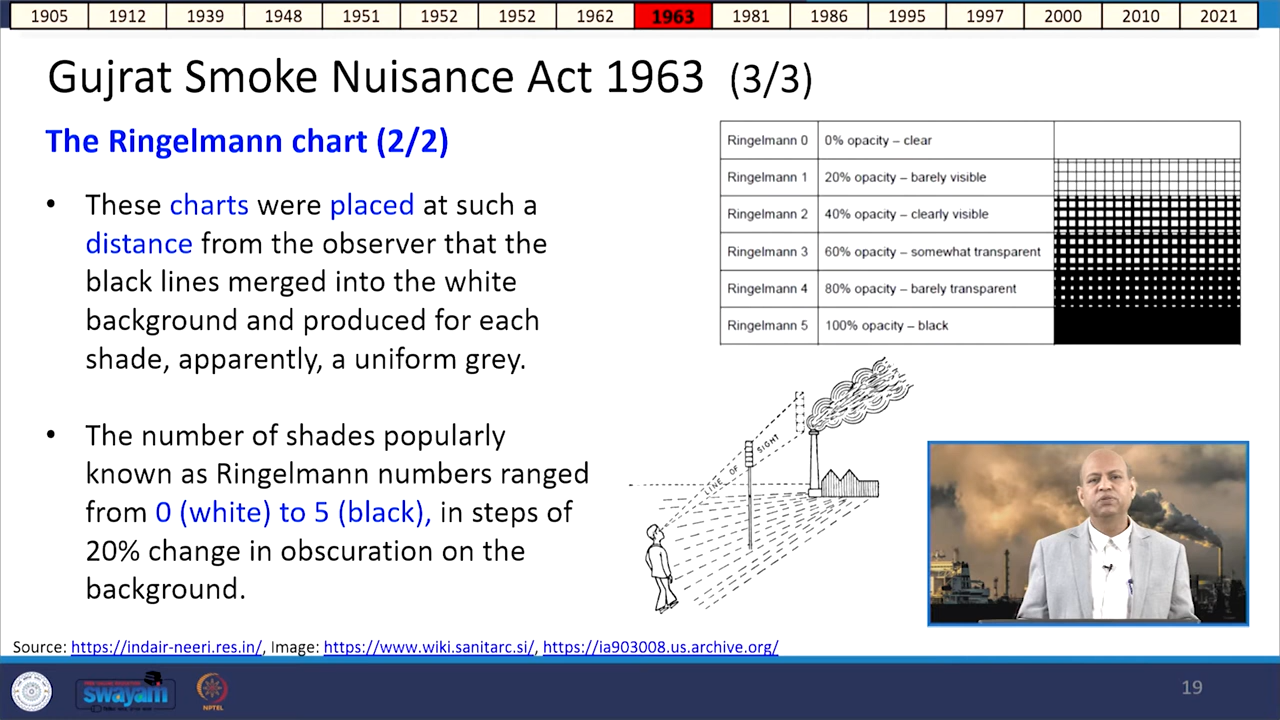 1905 1912 1939 1948 1951 1952 1952 1962 1963 1981 1986 1995 1997 2000 2010 2021
Gujrat Smoke Nuisance Act 1963 (3/3)
The Ringelmann chart (2/2)
• These charts were placed at such a
distance from the observer that the
black lines merged into the white
background and produced for each
shade, apparently, a uniform grey.
• The number of shades popularly
known as Ringelmann numbers ranged
from 0 (white) to 5 (black), in steps of
20% change in obscuration on the
background.
Ringelmann 0 0% opacity – clear
Ringelmann 1 20% opacity – barely visible
Ringelmann 2 40% opacity – clearly visible
Ringelmann 3 60% opacity – somewhat transparent
Ringelmann 4 80% opacity – barely transparent
Ringelmann 5 100% opacity – black
LINE OF SIGHT
Source: https://indair-neeri.res.in/, Image: https://www.wiki.sanitarc.si/, https://ia903008.us.archive.org/
swayam
NPTEL
19